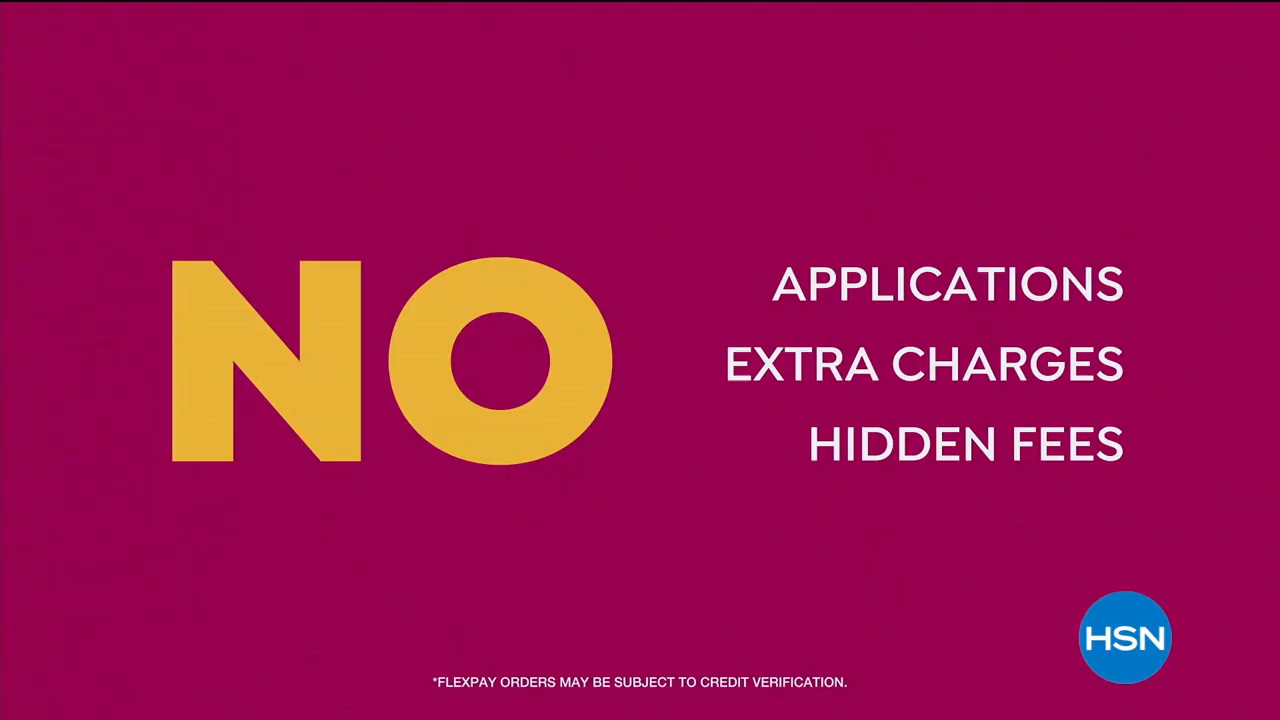 NO
APPLICATIONS
EXTRA CHARGES
HIDDEN FEES
HSN
*FLEXPAY ORDERS MAY BE SUBJECT TO CREDIT VERIFICATION.